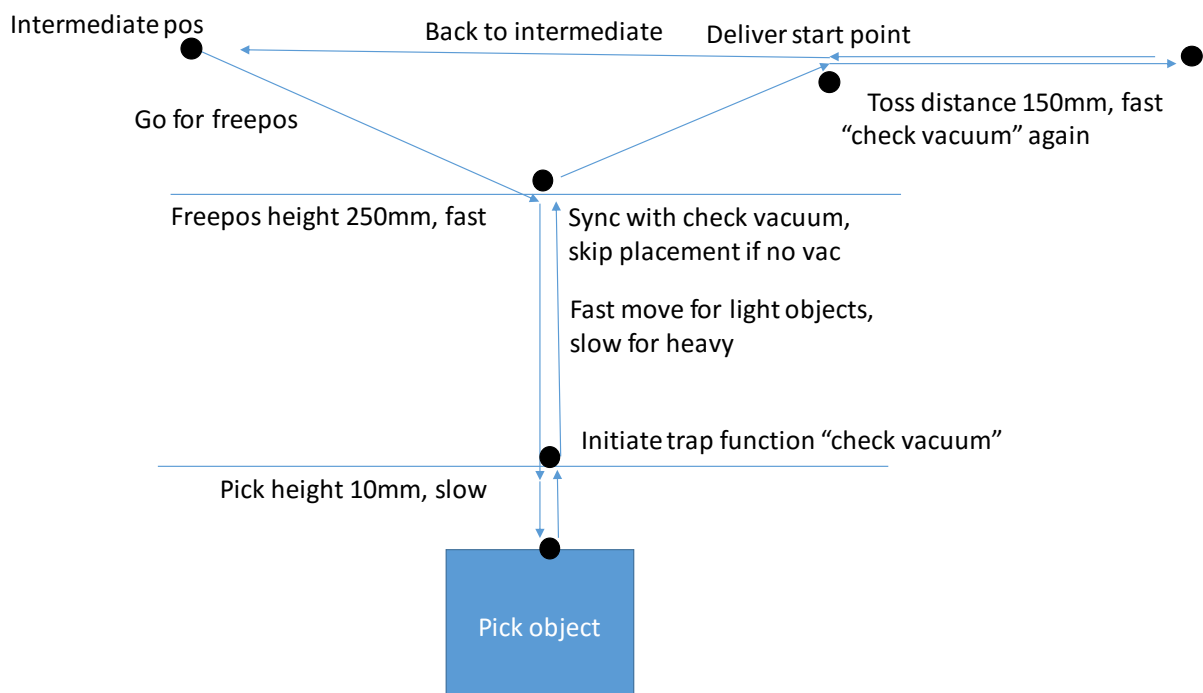 Intermediate pos
Back to intermediate
Deliver start point
Go for freepos
Toss distance 150mm, fast
“check vacuum” again
Freepos height 250mm, fast
Sync with check vacuum,
skip placement if no vac
Fast move for light objects,
slow for heavy
Initiate trap function “check vacuum”
Pick height 10mm, slow
Pick object